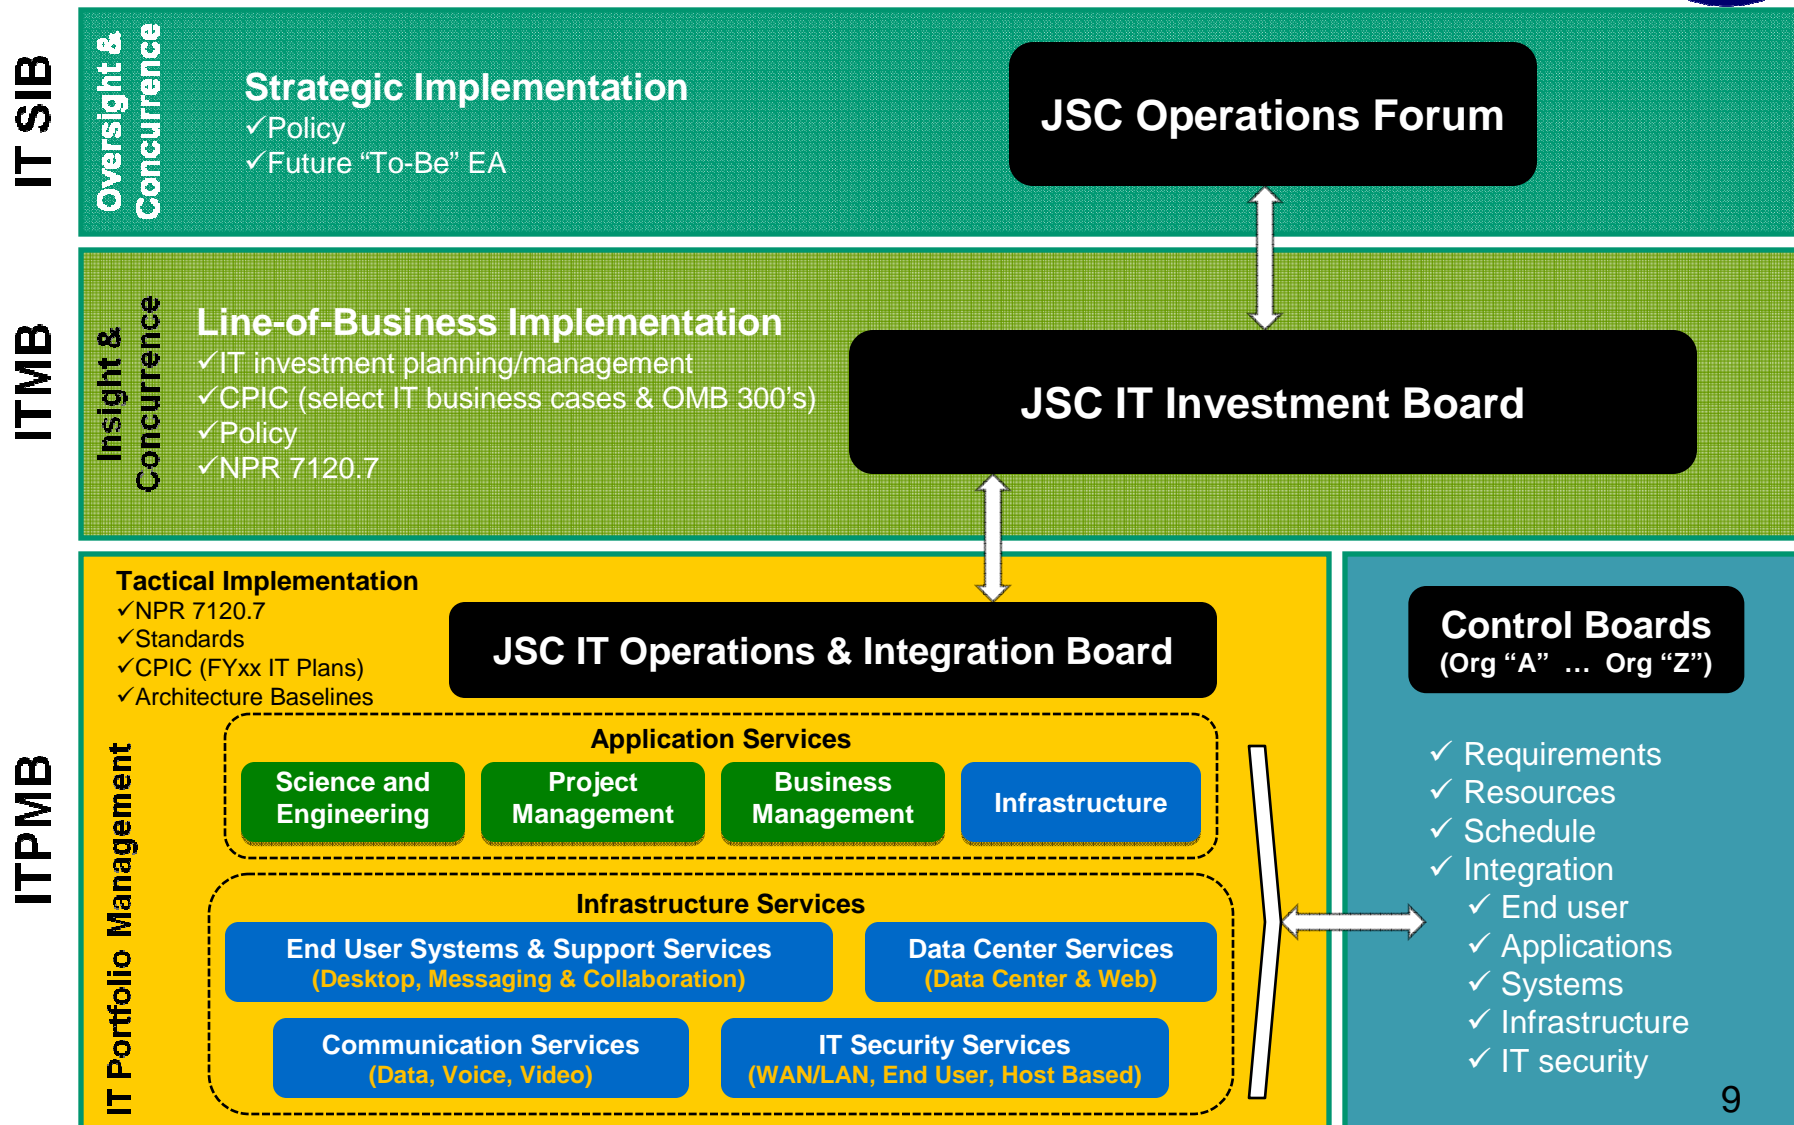 IT SIB
Oversight &
Concurrence
Strategic Implementation
✓Policy
✓Future “To-Be” EA
JSC Operations Forum
ITMB
Insight &
Concurrence
Line-of-Business Implementation
✓IT investment planning/management
✓CPIC (select IT business cases & OMB 300’s)
✓Policy
✓NPR 7120.7
JSC IT Investment Board
ITPMB
IT Portfolio Management
Tactical Implementation
✓NPR 7120.7
✓Standards
✓CPIC (FYxx IT Plans)
✓Architecture Baselines
JSC IT Operations & Integration Board
Application Services
Science and
Engineering
Project
Management
Business
Management
Infrastructure
Infrastructure Services
End User Systems & Support Services
(Desktop, Messaging & Collaboration)
Data Center Services
(Data Center & Web)
Communication Services
(Data, Voice, Video)
IT Security Services
(WAN/LAN, End User, Host Based)
Control Boards
(Org “A” … Org “Z”)
✓ Requirements
✓ Resources
✓ Schedule
✓ Integration
✓ End user
✓ Applications
✓ Systems
✓ Infrastructure
✓ IT security
9